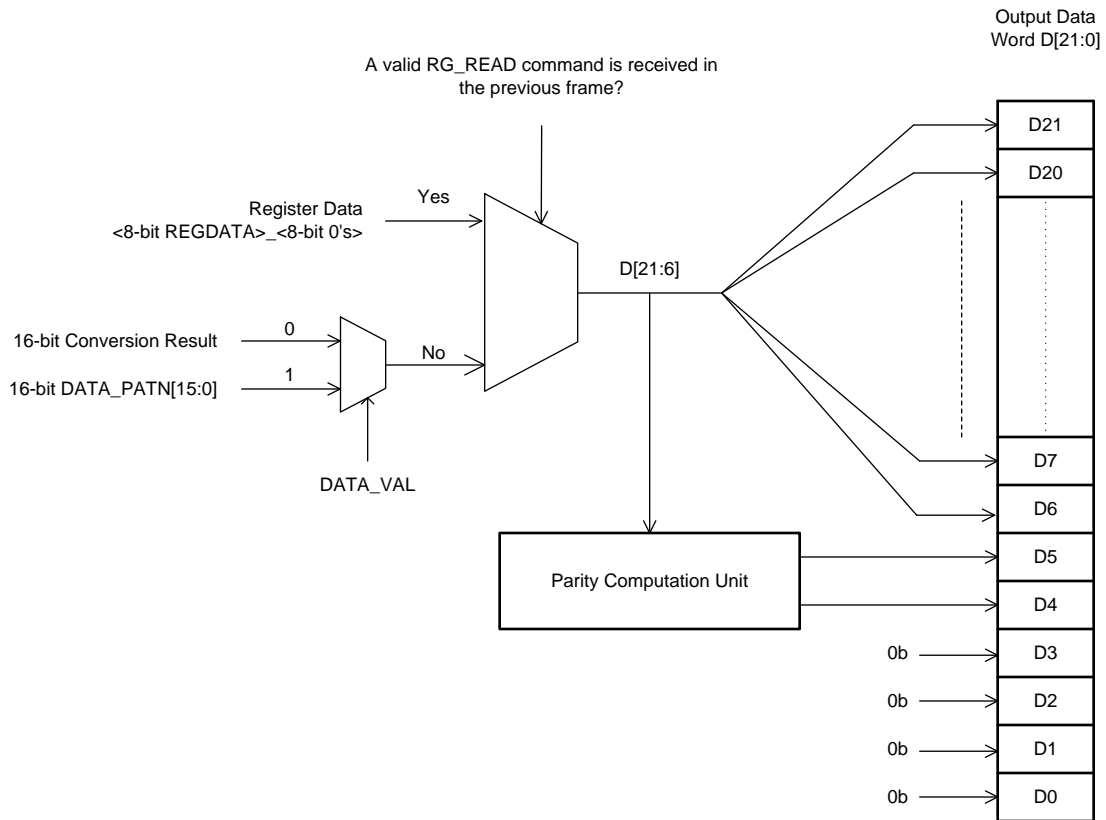 Output Data
Word D[21:0]
A valid RG_READ command is received in
the previous frame?
D21
D20
Yes
Register Data
<8-bit REGDATA>_<8-bit 0's>
D[21:6]
0
16-bit Conversion Result
No
1
16-bit DATA_PATN[15:0]
DATA_VAL
D7
D6
D5
Parity Computation Unit
D4
0b
D3
0b
D2
0b
D1
0b
D0